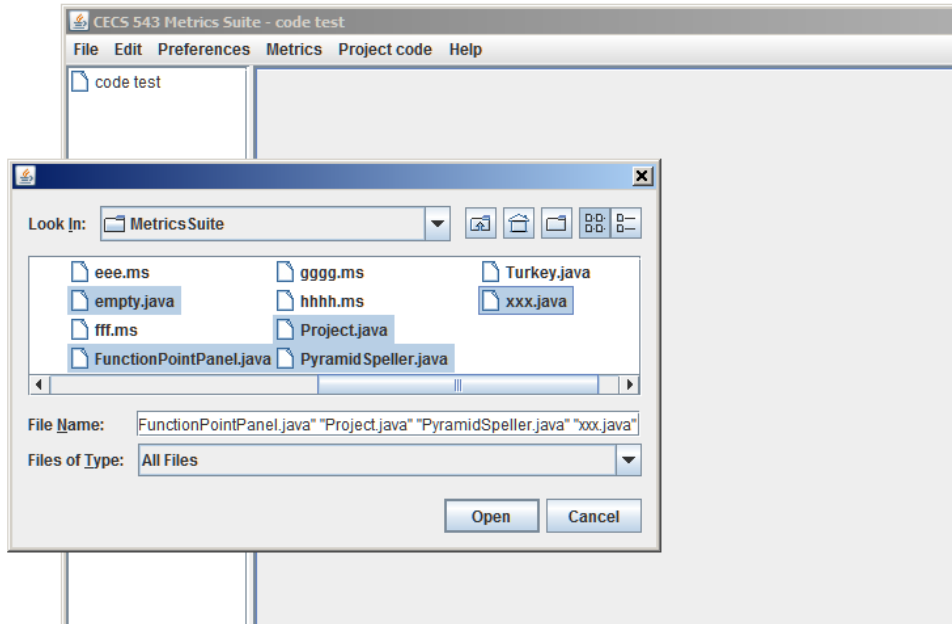 CECS 543 Metrics Suite - code test
File Edit Preferences Metrics Project code Help
code test
Look In: MetricsSuite
eee.ms gggg.ms Turkey.java
empty.java hhhh.ms xxx.java
fff.ms Project.java
FunctionPointPanel.java PyramidSpeller.java
File Name: FunctionPointPanel.java" "Project.java" "PyramidSpeller.java" "xxx.java"
Files of Type: All Files
Open Cancel